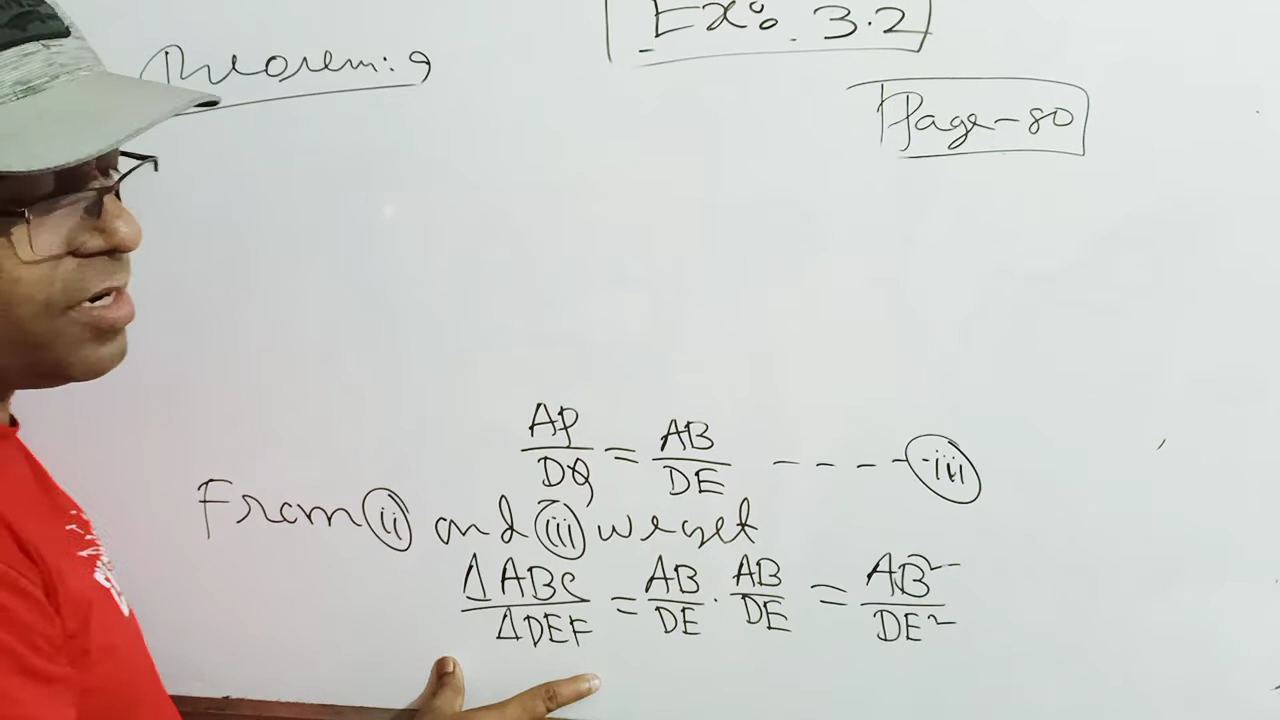 Ex: 3.2
Theorem: 9
Page-80
AP/DQ = AB/DE ---- iii
From ii and iii we get
ΔABC/ΔDEF = AB/DE . AB/DE = AB²/DE²